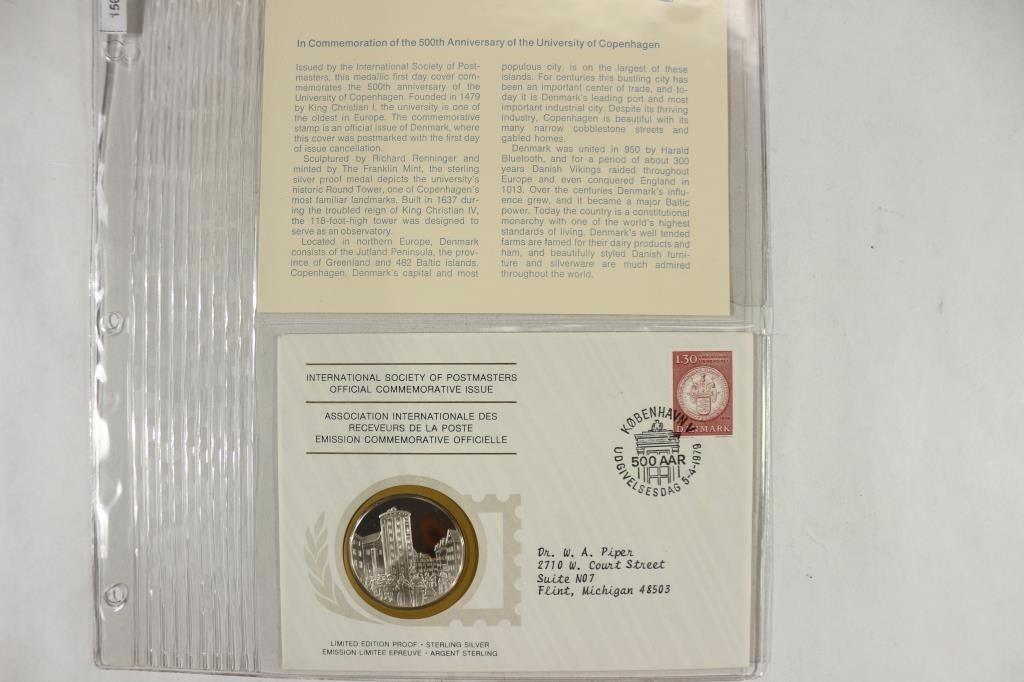 156
In Commemoration of the 500th Anniversary of the University of Copenhagen
Issued by the International Society of Post-
masters, this medallic first day cover com-
memorates the 500th anniversary of the
University of Copenhagen. Founded in 1479
by King Christian I, the university is one of
the oldest in Europe. The commemorative
stamp is an official issue of Denmark, where
this cover was postmarked with the first day
of issue cancellation.
Sculptured by Richard Renninger and
minted by The Franklin Mint, the sterling
silver proof medal depicts the university's
historic Round Tower, one of Copenhagen's
most familiar landmarks. Built in 1637 dur-
ing the troubled reign of King Christian IV,
the 118-foot-high tower was designed to
serve as an observatory.
Located in northern Europe, Denmark
consists of the Jutland Peninsula, the prov-
ince of Greenland and 482 Baltic islands.
Copenhagen, Denmark's capital and most
populous city, is on the largest of these
islands. For centuries this bustling city has
been an important center of trade, and to-
day it is Denmark's leading port and most
important industrial city. Despite its thriving
industry, Copenhagen is beautiful with its
many narrow cobblestone streets and
gabled homes.
Denmark was united in 950 by Harald
Bluetooth, and for a period of about 300
years Danish Vikings raided throughout
Europe and even conquered England in
1013. Over the centuries Denmark's influ-
ence grew, and it became a major Baltic
power. Today the country is a constitutional
monarchy with one of the world's highest
standards of living. Denmark's well tended
farms are famed for their dairy products and
ham, and beautifully styled Danish furni-
ture and silverware are much admired
throughout the world.
INTERNATIONAL SOCIETY OF POSTMASTERS
OFFICIAL COMMEMORATIVE ISSUE
ASSOCIATION INTERNATIONALE DES
RECEVEURS DE LA POSTE
EMISSION COMMEMORATIVE OFFICIELLE
1.30
DANMARK
KØBENHAVN V
500 AAR
UDGIVELSESDAG 5-4-1979
Dr. W. A. Piper
2710 W. Court Street
Suite N07
Flint, Michigan 48503
LIMITED EDITION PROOF · STERLING SILVER
EMISSION LIMITEE EPREUVE · ARGENT STERLING